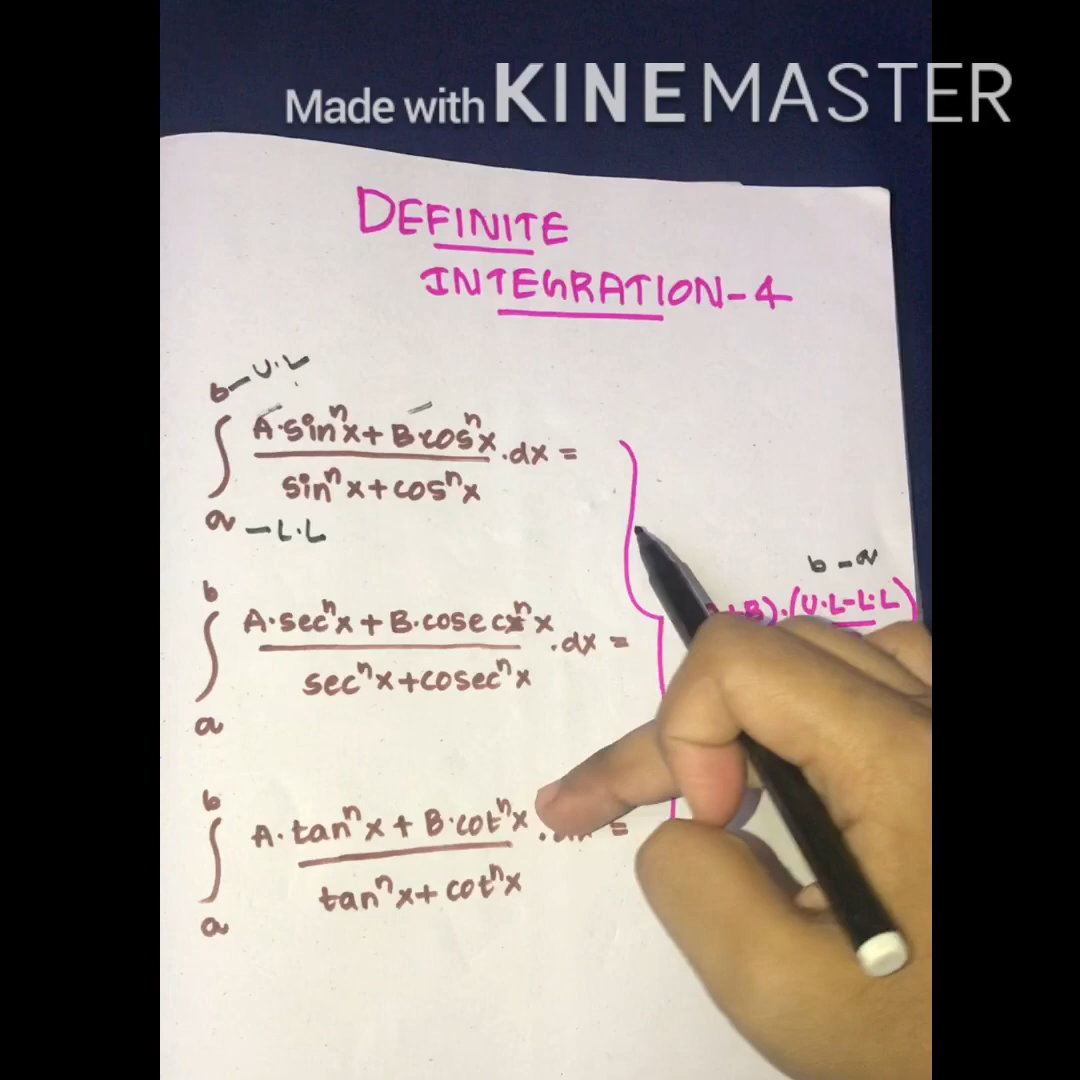 Made with KINEMASTER
DEFINITE
INTEGRATION-4
b-U.L
∫ A·sinⁿx + B·cosⁿx .dx =
sinⁿx + cosⁿx
a - L.L
b - a
+B).(U.L-L.L)
b
∫ A·secⁿx + B·cosecⁿx .dx =
secⁿx + cosecⁿx
a
b
∫ A·tanⁿx + B·cotⁿx . =
tanⁿx + cotⁿx
a